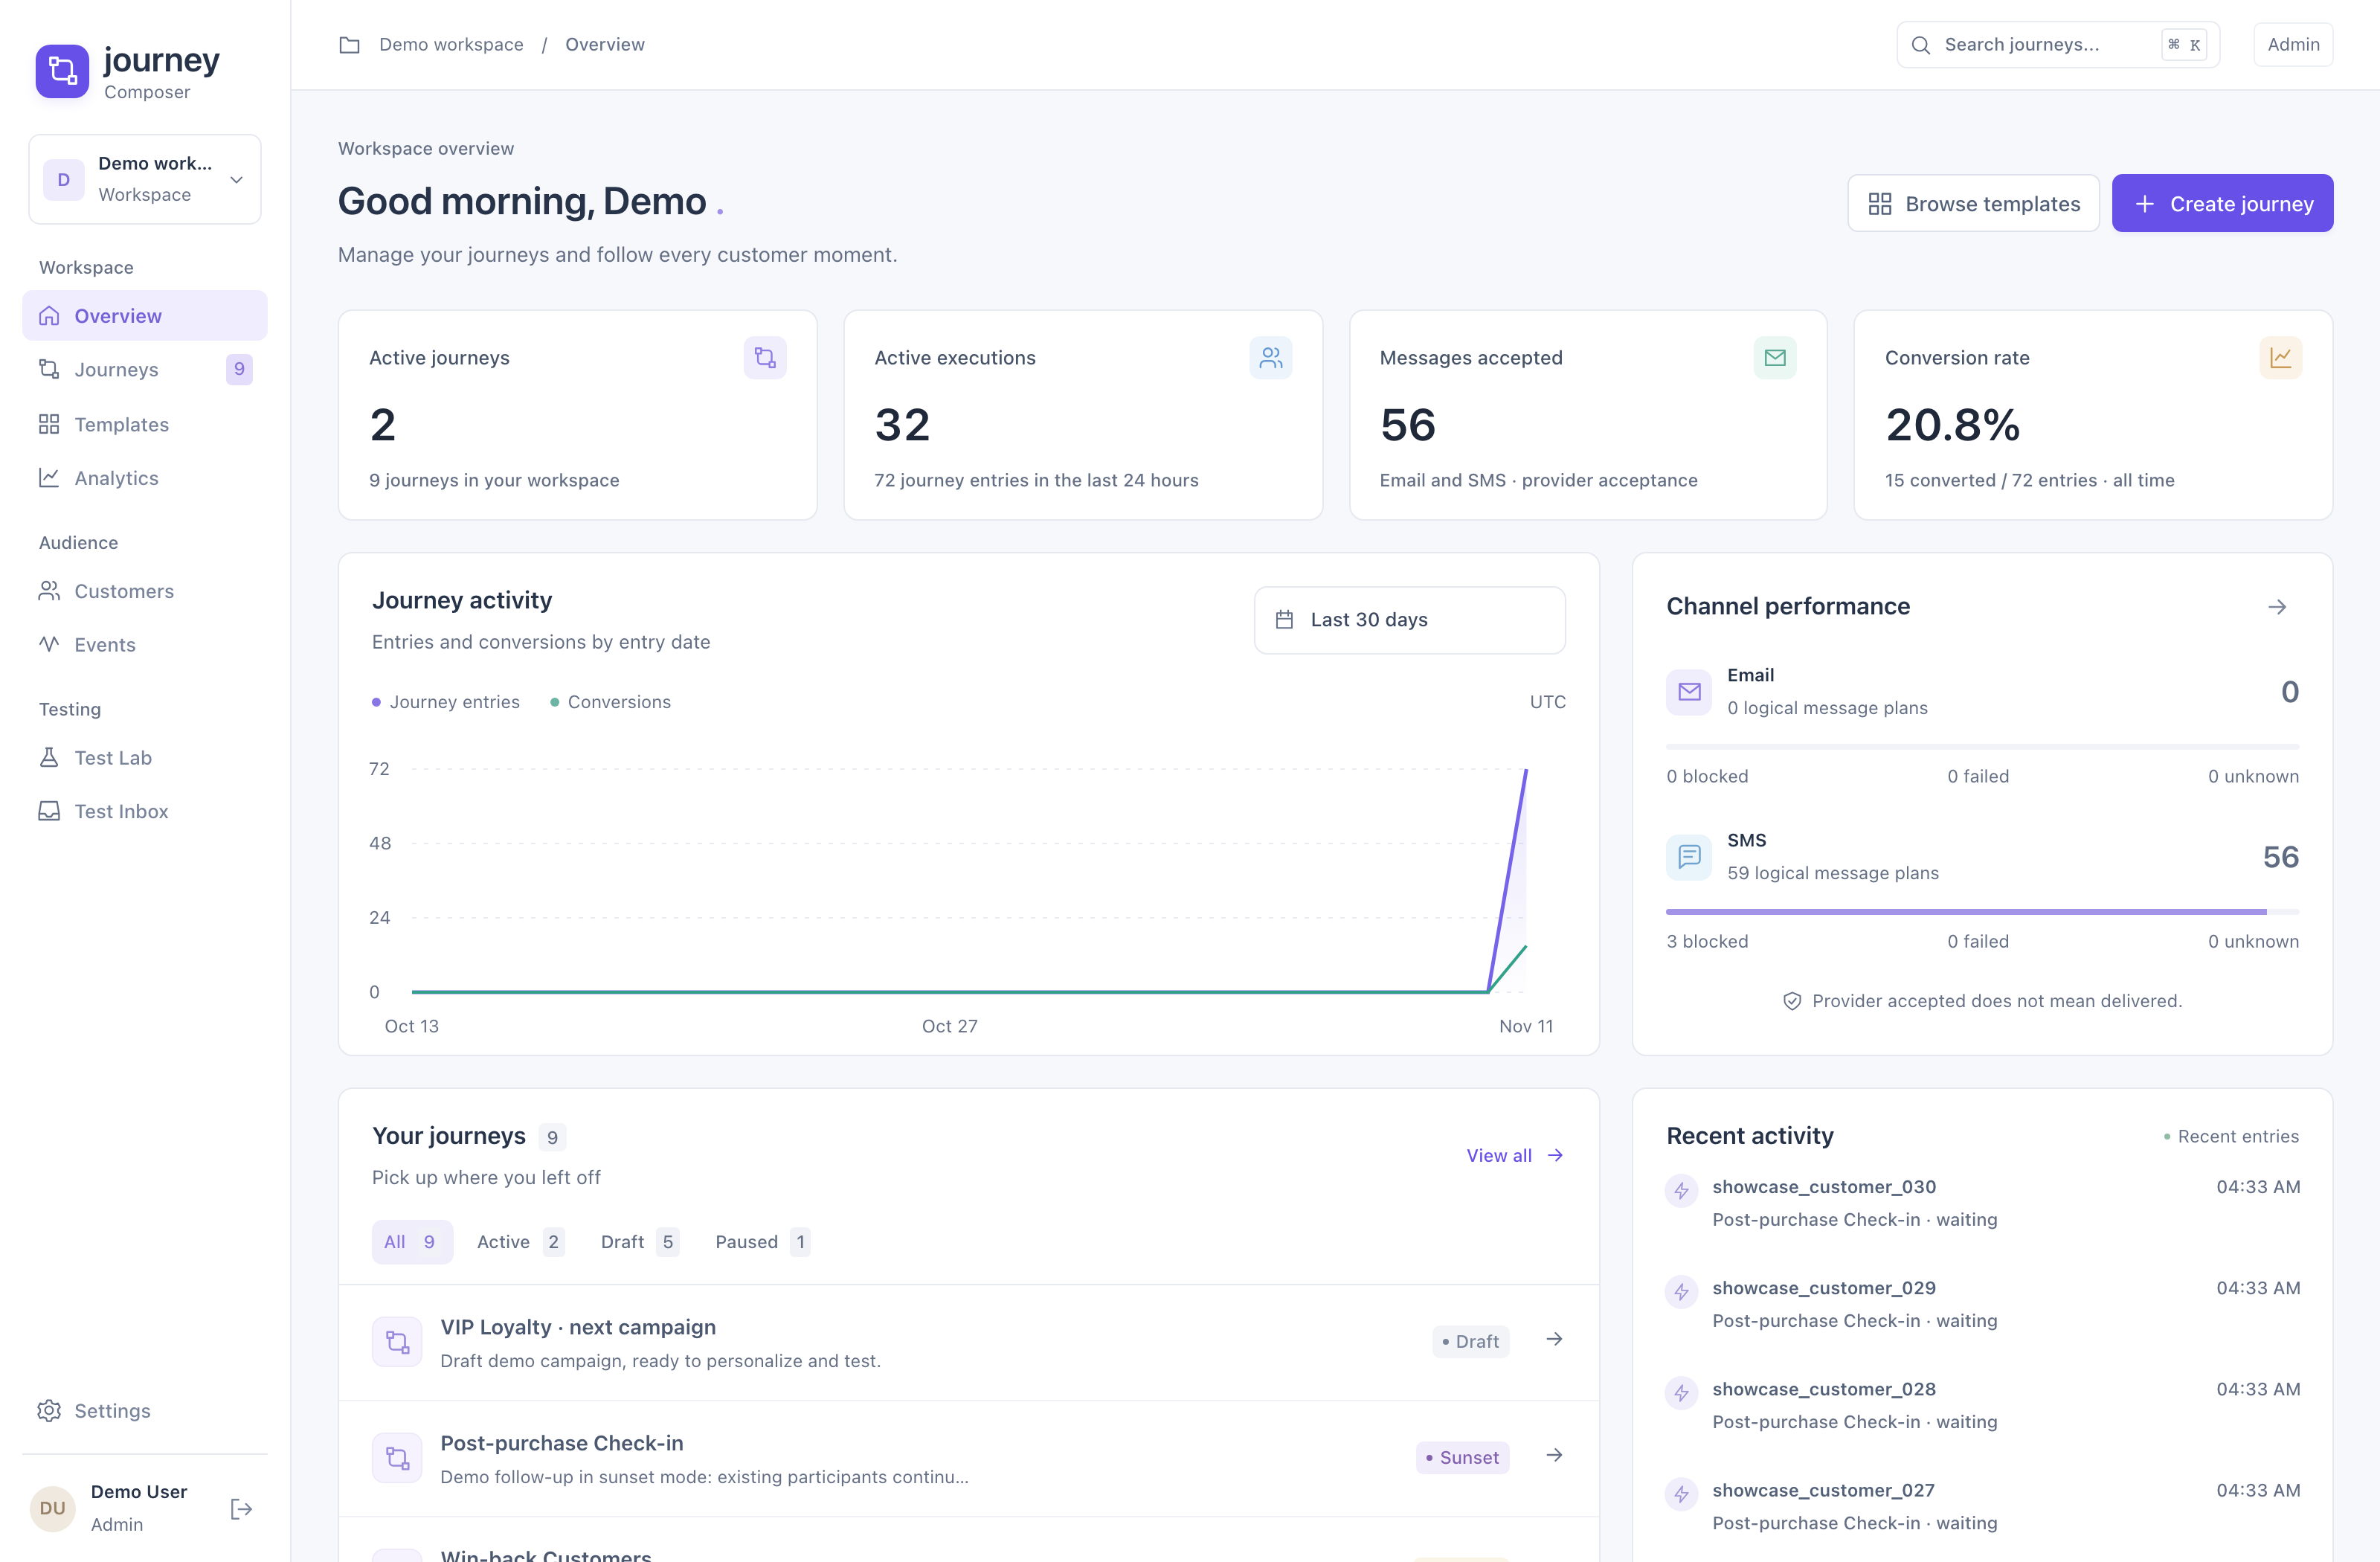 journey
Composer
D
Demo work...
Workspace
Workspace
Overview
Journeys 9
Templates
Analytics
Audience
Customers
Events
Testing
Test Lab
Test Inbox
Settings
DU
Demo User
Admin
Demo workspace / Overview
Search journeys... ⌘ K
Admin
Workspace overview
Good morning, Demo .
Manage your journeys and follow every customer moment.
Browse templates
Create journey
Active journeys
2
9 journeys in your workspace
Active executions
32
72 journey entries in the last 24 hours
Messages accepted
56
Email and SMS · provider acceptance
Conversion rate
20.8%
15 converted / 72 entries · all time
Journey activity
Entries and conversions by entry date
Last 30 days
Journey entries Conversions UTC
72
48
24
0
Oct 13 Oct 27 Nov 11
Channel performance
Email
0 logical message plans
0
0 blocked 0 failed 0 unknown
SMS
59 logical message plans
56
3 blocked 0 failed 0 unknown
Provider accepted does not mean delivered.
Your journeys 9
Pick up where you left off
View all
All 9 Active 2 Draft 5 Paused 1
VIP Loyalty · next campaign
Draft demo campaign, ready to personalize and test.
Draft
Post-purchase Check-in
Demo follow-up in sunset mode: existing participants continu...
Sunset
Win-back Customers
Recent activity
Recent entries
showcase_customer_030 04:33 AM
Post-purchase Check-in · waiting
showcase_customer_029 04:33 AM
Post-purchase Check-in · waiting
showcase_customer_028 04:33 AM
Post-purchase Check-in · waiting
showcase_customer_027 04:33 AM
Post-purchase Check-in · waiting